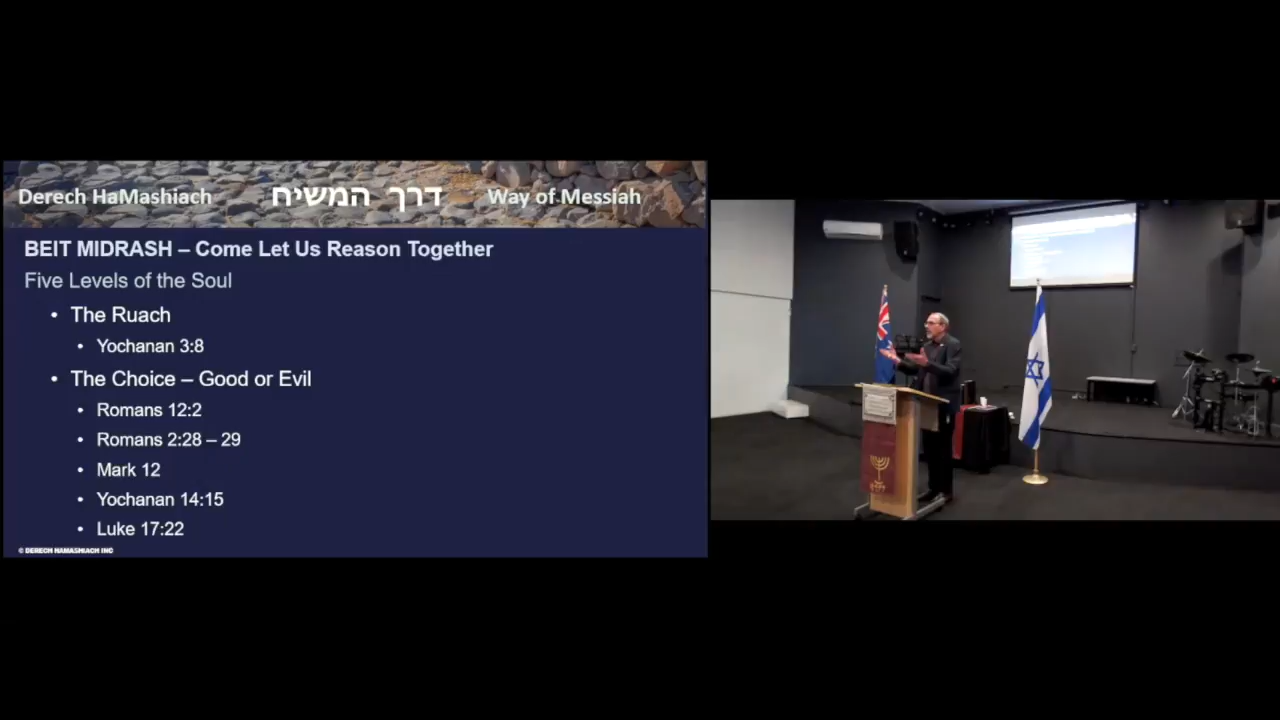 Derech HaMashiach דרך המשיח Way of Messiah
BEIT MIDRASH – Come Let Us Reason Together
Five Levels of the Soul
• The Ruach
• Yochanan 3:8
• The Choice – Good or Evil
• Romans 12:2
• Romans 2:28 – 29
• Mark 12
• Yochanan 14:15
• Luke 17:22
© DERECH HAMASHIACH INC